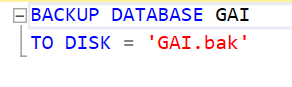 BACKUP DATABASE GAI
TO DISK = 'GAI.bak'